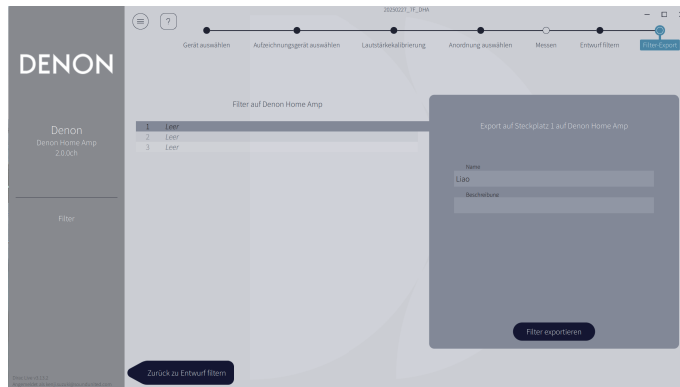 20250227_TF_DHA
?
Gerät auswählen
Aufzeichnungsgerät auswählen
Lautstärkekalibrierung
Anordnung auswählen
Messen
Entwurf filtern
Filter-Export
DENON
Denon
Denon Home Amp
2.0.0ch
Filter
Filter auf Denon Home Amp
1 Leer
2 Leer
3 Leer
Export auf Steckplatz 1 auf Denon Home Amp
Name
Liao
Beschreibung
Filter exportieren
Zurück zu Entwurf filtern